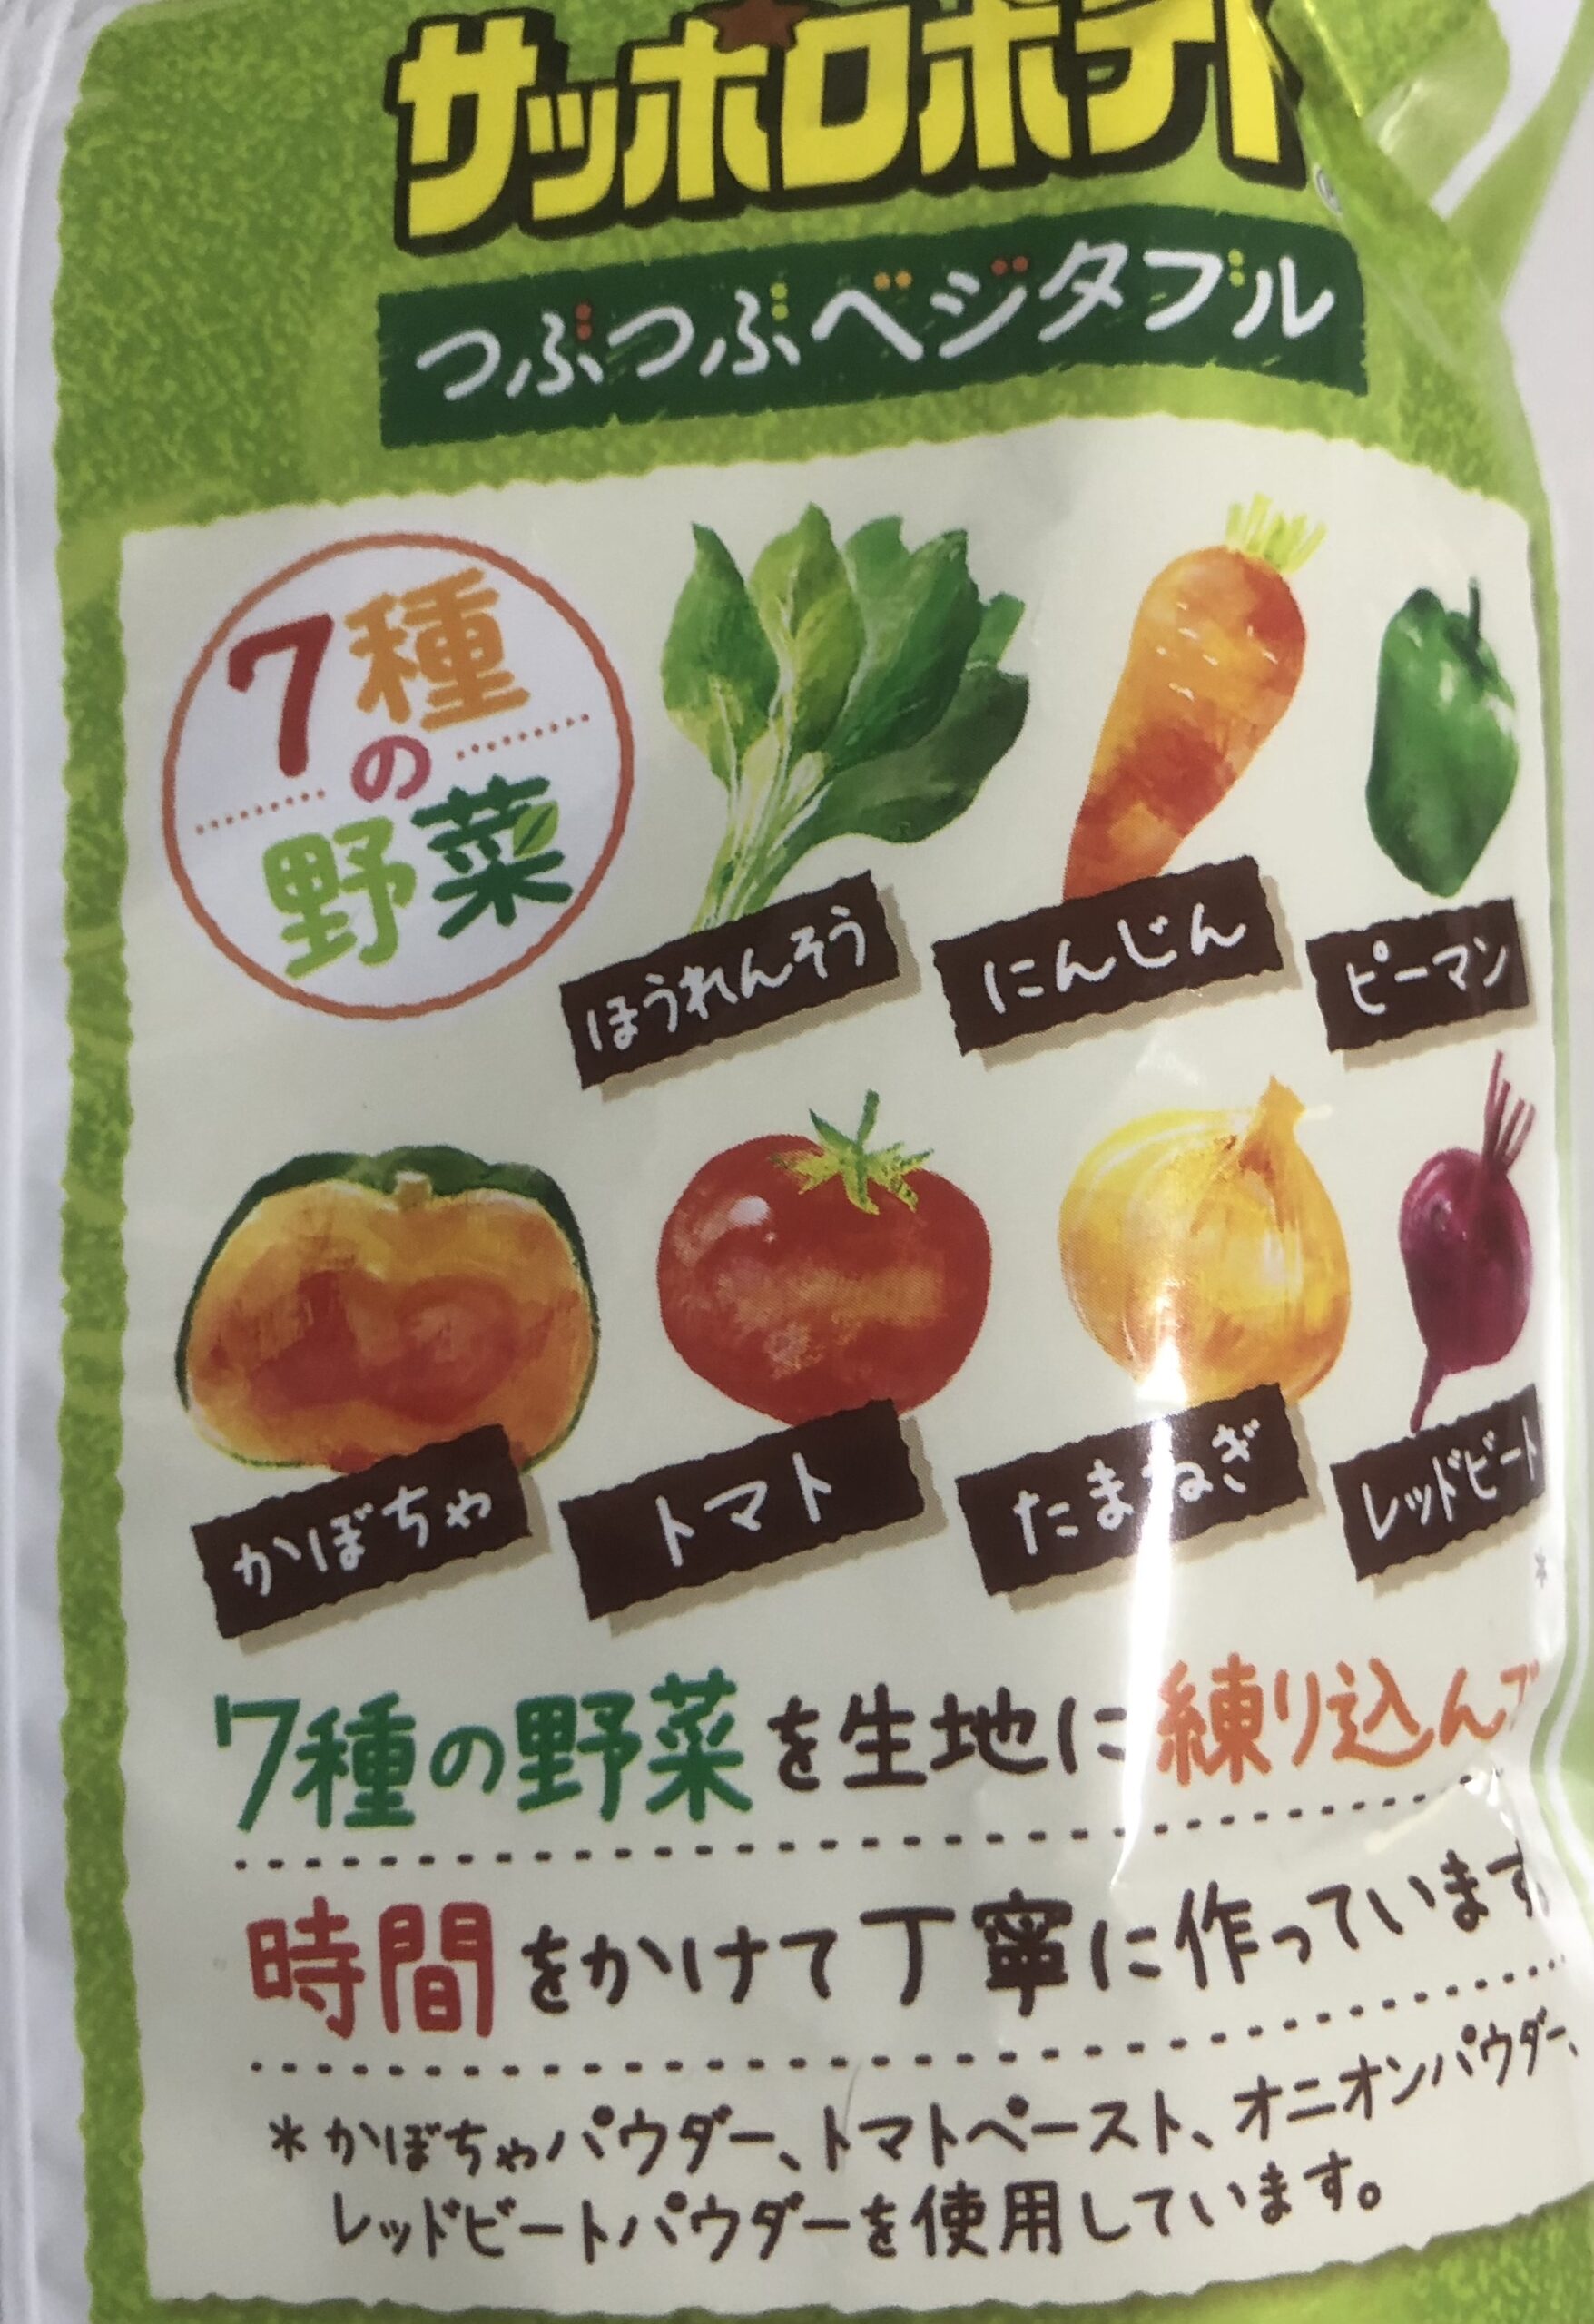 サッポロポテト
つぶつぶベジタブル
7種
の
野菜
ほうれんそう
にんじん
ピーマン
かぼちゃ
トマト
たまねぎ
レッドビート
*
7種の野菜を生地に練り込んで
時間をかけて丁寧に作っています。
*かぼちゃパウダー、トマトペースト、オニオンパウダー、
レッドビートパウダーを使用しています。